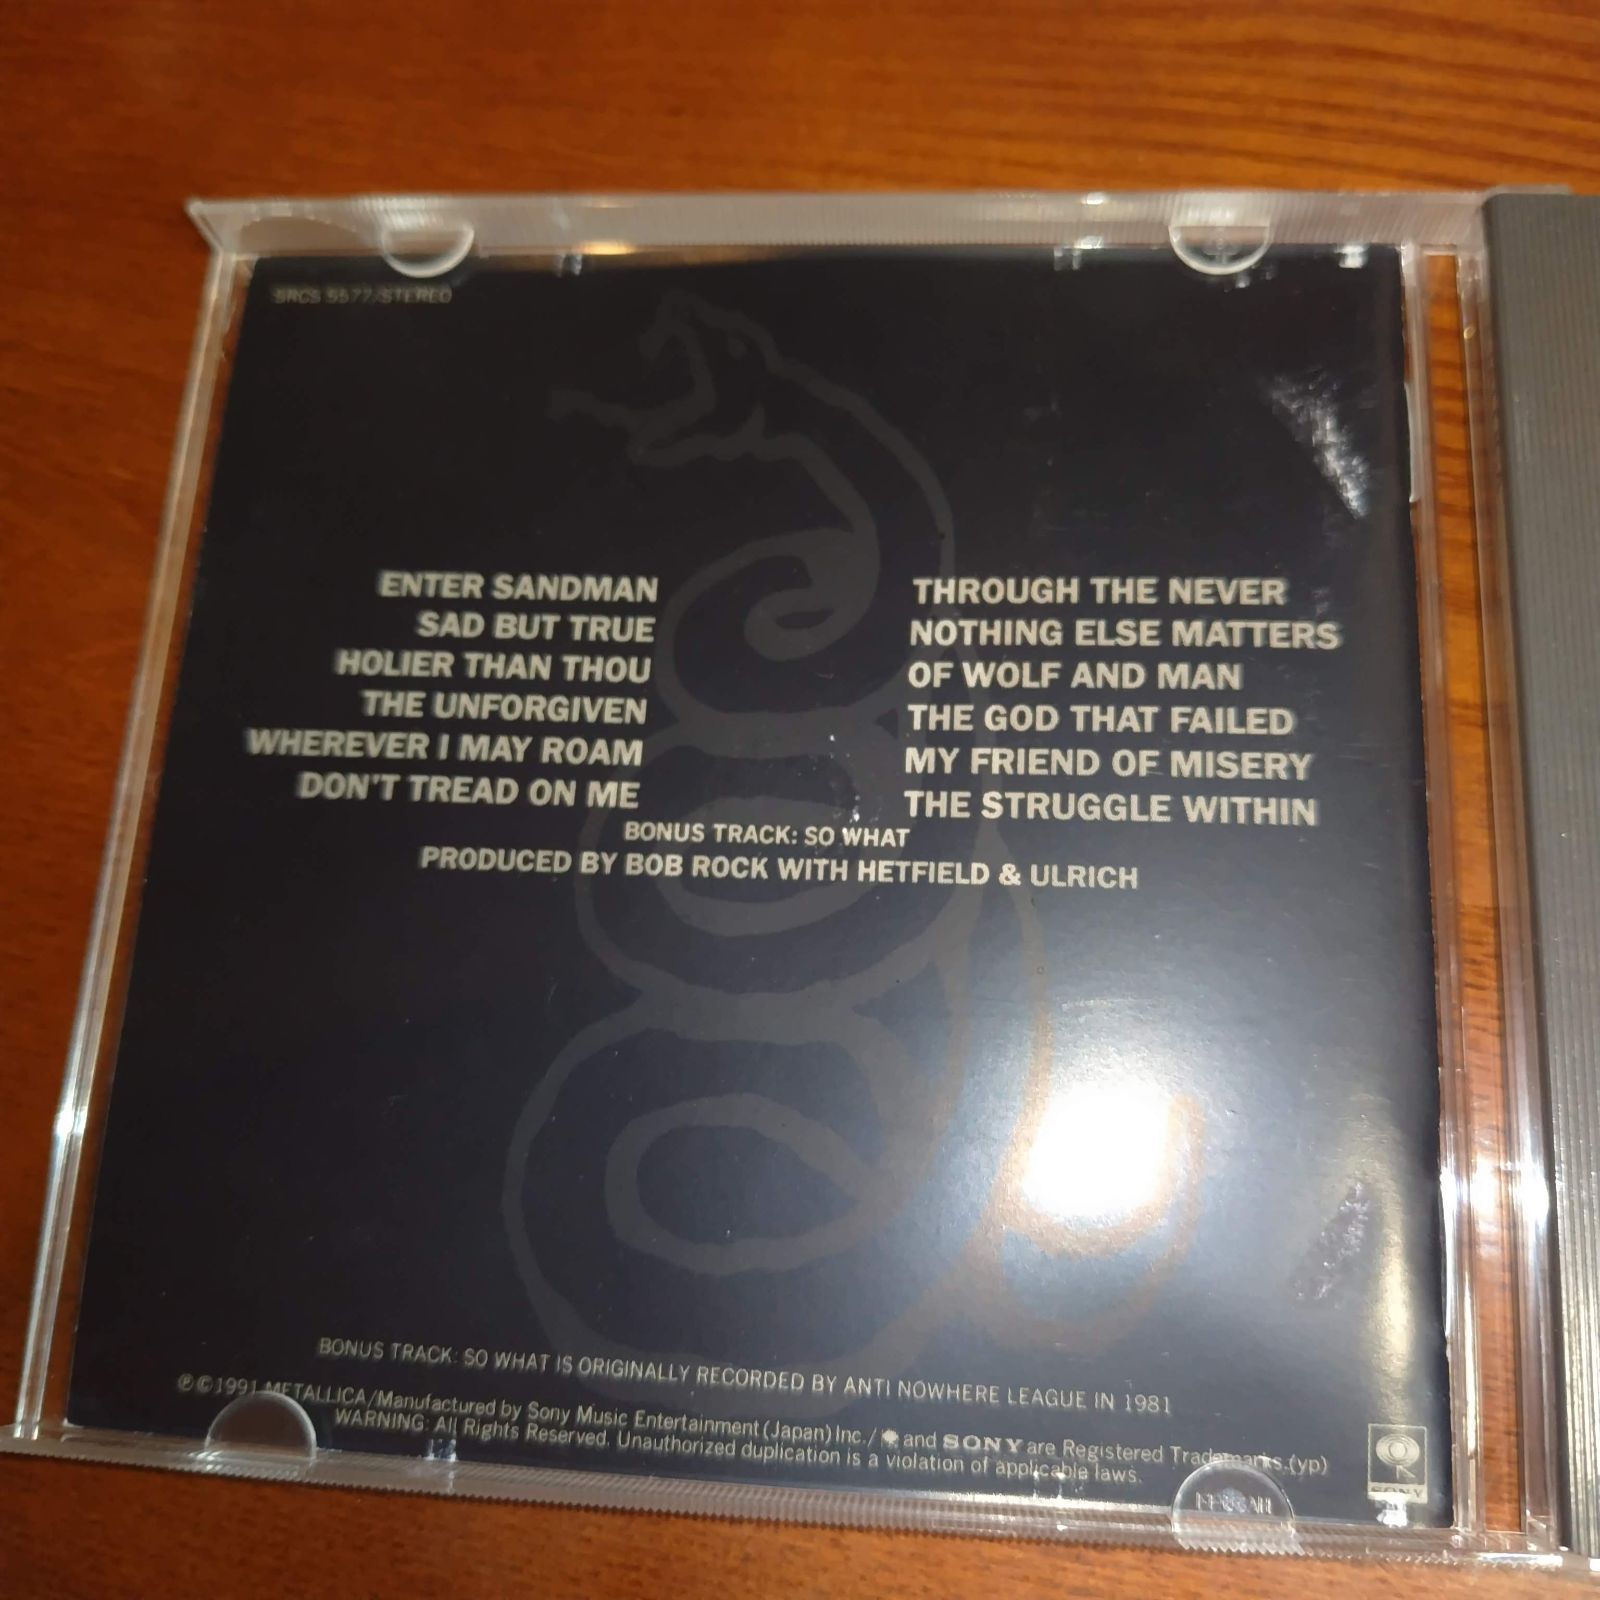 SRCS 5577/STEREO
ENTER SANDMAN
SAD BUT TRUE
HOLIER THAN THOU
THE UNFORGIVEN
WHEREVER I MAY ROAM
DON'T TREAD ON ME
THROUGH THE NEVER
NOTHING ELSE MATTERS
OF WOLF AND MAN
THE GOD THAT FAILED
MY FRIEND OF MISERY
THE STRUGGLE WITHIN
BONUS TRACK: SO WHAT
PRODUCED BY BOB ROCK WITH HETFIELD & ULRICH
BONUS TRACK: SO WHAT IS ORIGINALLY RECORDED BY ANTI NOWHERE LEAGUE IN 1981
℗©1991 METALLICA/Manufactured by Sony Music Entertainment (Japan) Inc./ and SONY are Registered Trademarks.(yp)
WARNING: All Rights Reserved. Unauthorized duplication is a violation of applicable laws.
SONY